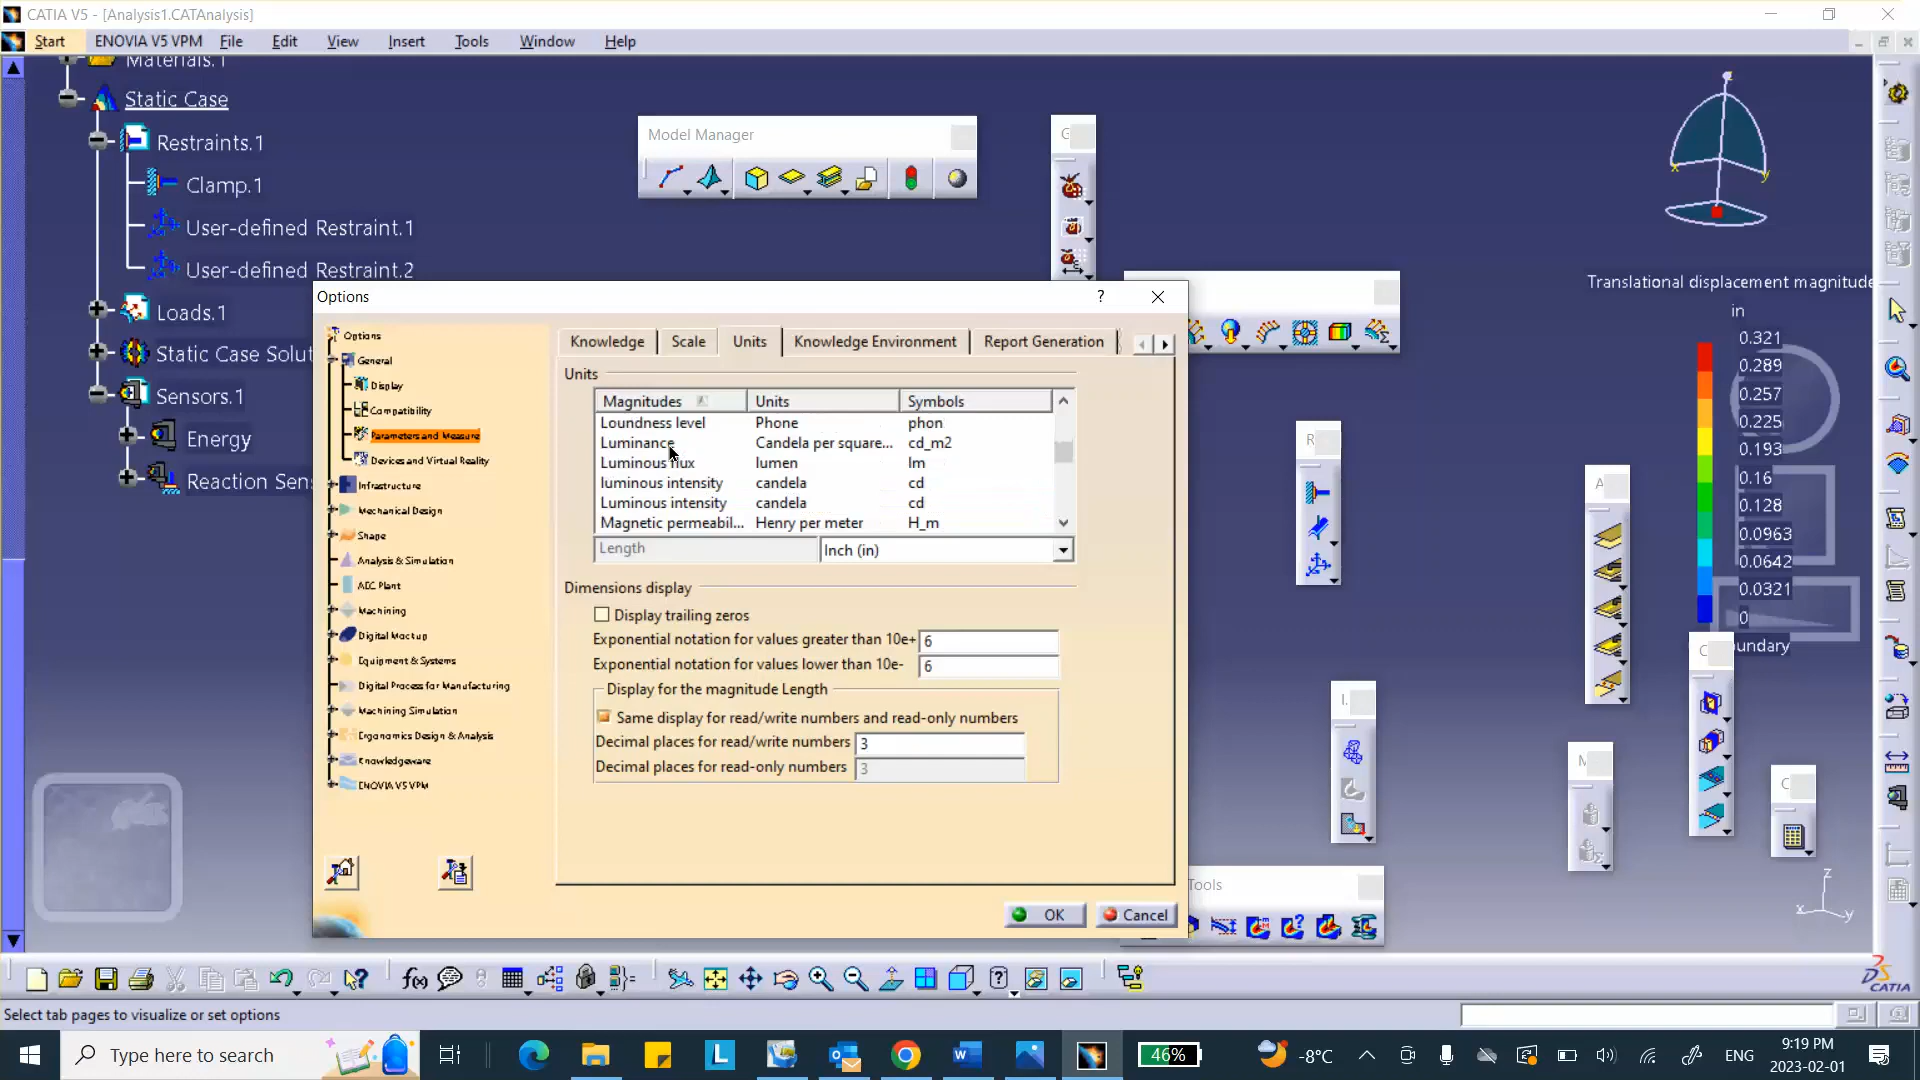 CATIA V5 - [Analysis1.CATAnalysis]
Start
ENOVIA V5 VPM
File
Edit
View
Insert
Tools
Window
Help
Materials.1
Static Case
Restraints.1
Clamp.1
User-defined Restraint.1
User-defined Restraint.2
Loads.1
Static Case Solut
Sensors.1
Energy
Reaction Sen
Model Manager
G
Translational displacement magnitude
in
0.321
0.289
0.257
0.225
0.193
0.16
0.128
0.0963
0.0642
0.0321
0
undary
R
A
C
I.
M
C
Tools
z
x
y
Options
?
Options
General
Display
Compatibility
Parameters and Measure
Devices and Virtual Reality
Infrastructure
Mechanical Design
Shape
Analysis & Simulation
AEC Plant
Machining
Digital Mockup
Equipment & Systems
Digital Process for Manufacturing
Machining Simulation
Ergonomics Design & Analysis
Knowledgeware
ENOVIA V5 VPM
Knowledge
Scale
Units
Knowledge Environment
Report Generation
Units
Magnitudes Units Symbols
Loundness level Phone phon
Luminance Candela per square... cd_m2
Luminous flux lumen lm
luminous intensity candela cd
Luminous intensity candela cd
Magnetic permeabil... Henry per meter H_m
Length
Inch (in)
Dimensions display
Display trailing zeros
Exponential notation for values greater than 10e+ 6
Exponential notation for values lower than 10e- 6
Display for the magnitude Length
Same display for read/write numbers and read-only numbers
Decimal places for read/write numbers 3
Decimal places for read-only numbers 3
OK
Cancel
f(x)
DS CATIA
Select tab pages to visualize or set options
Type here to search
46%
-8°C
ENG
9:19 PM
2023-02-01